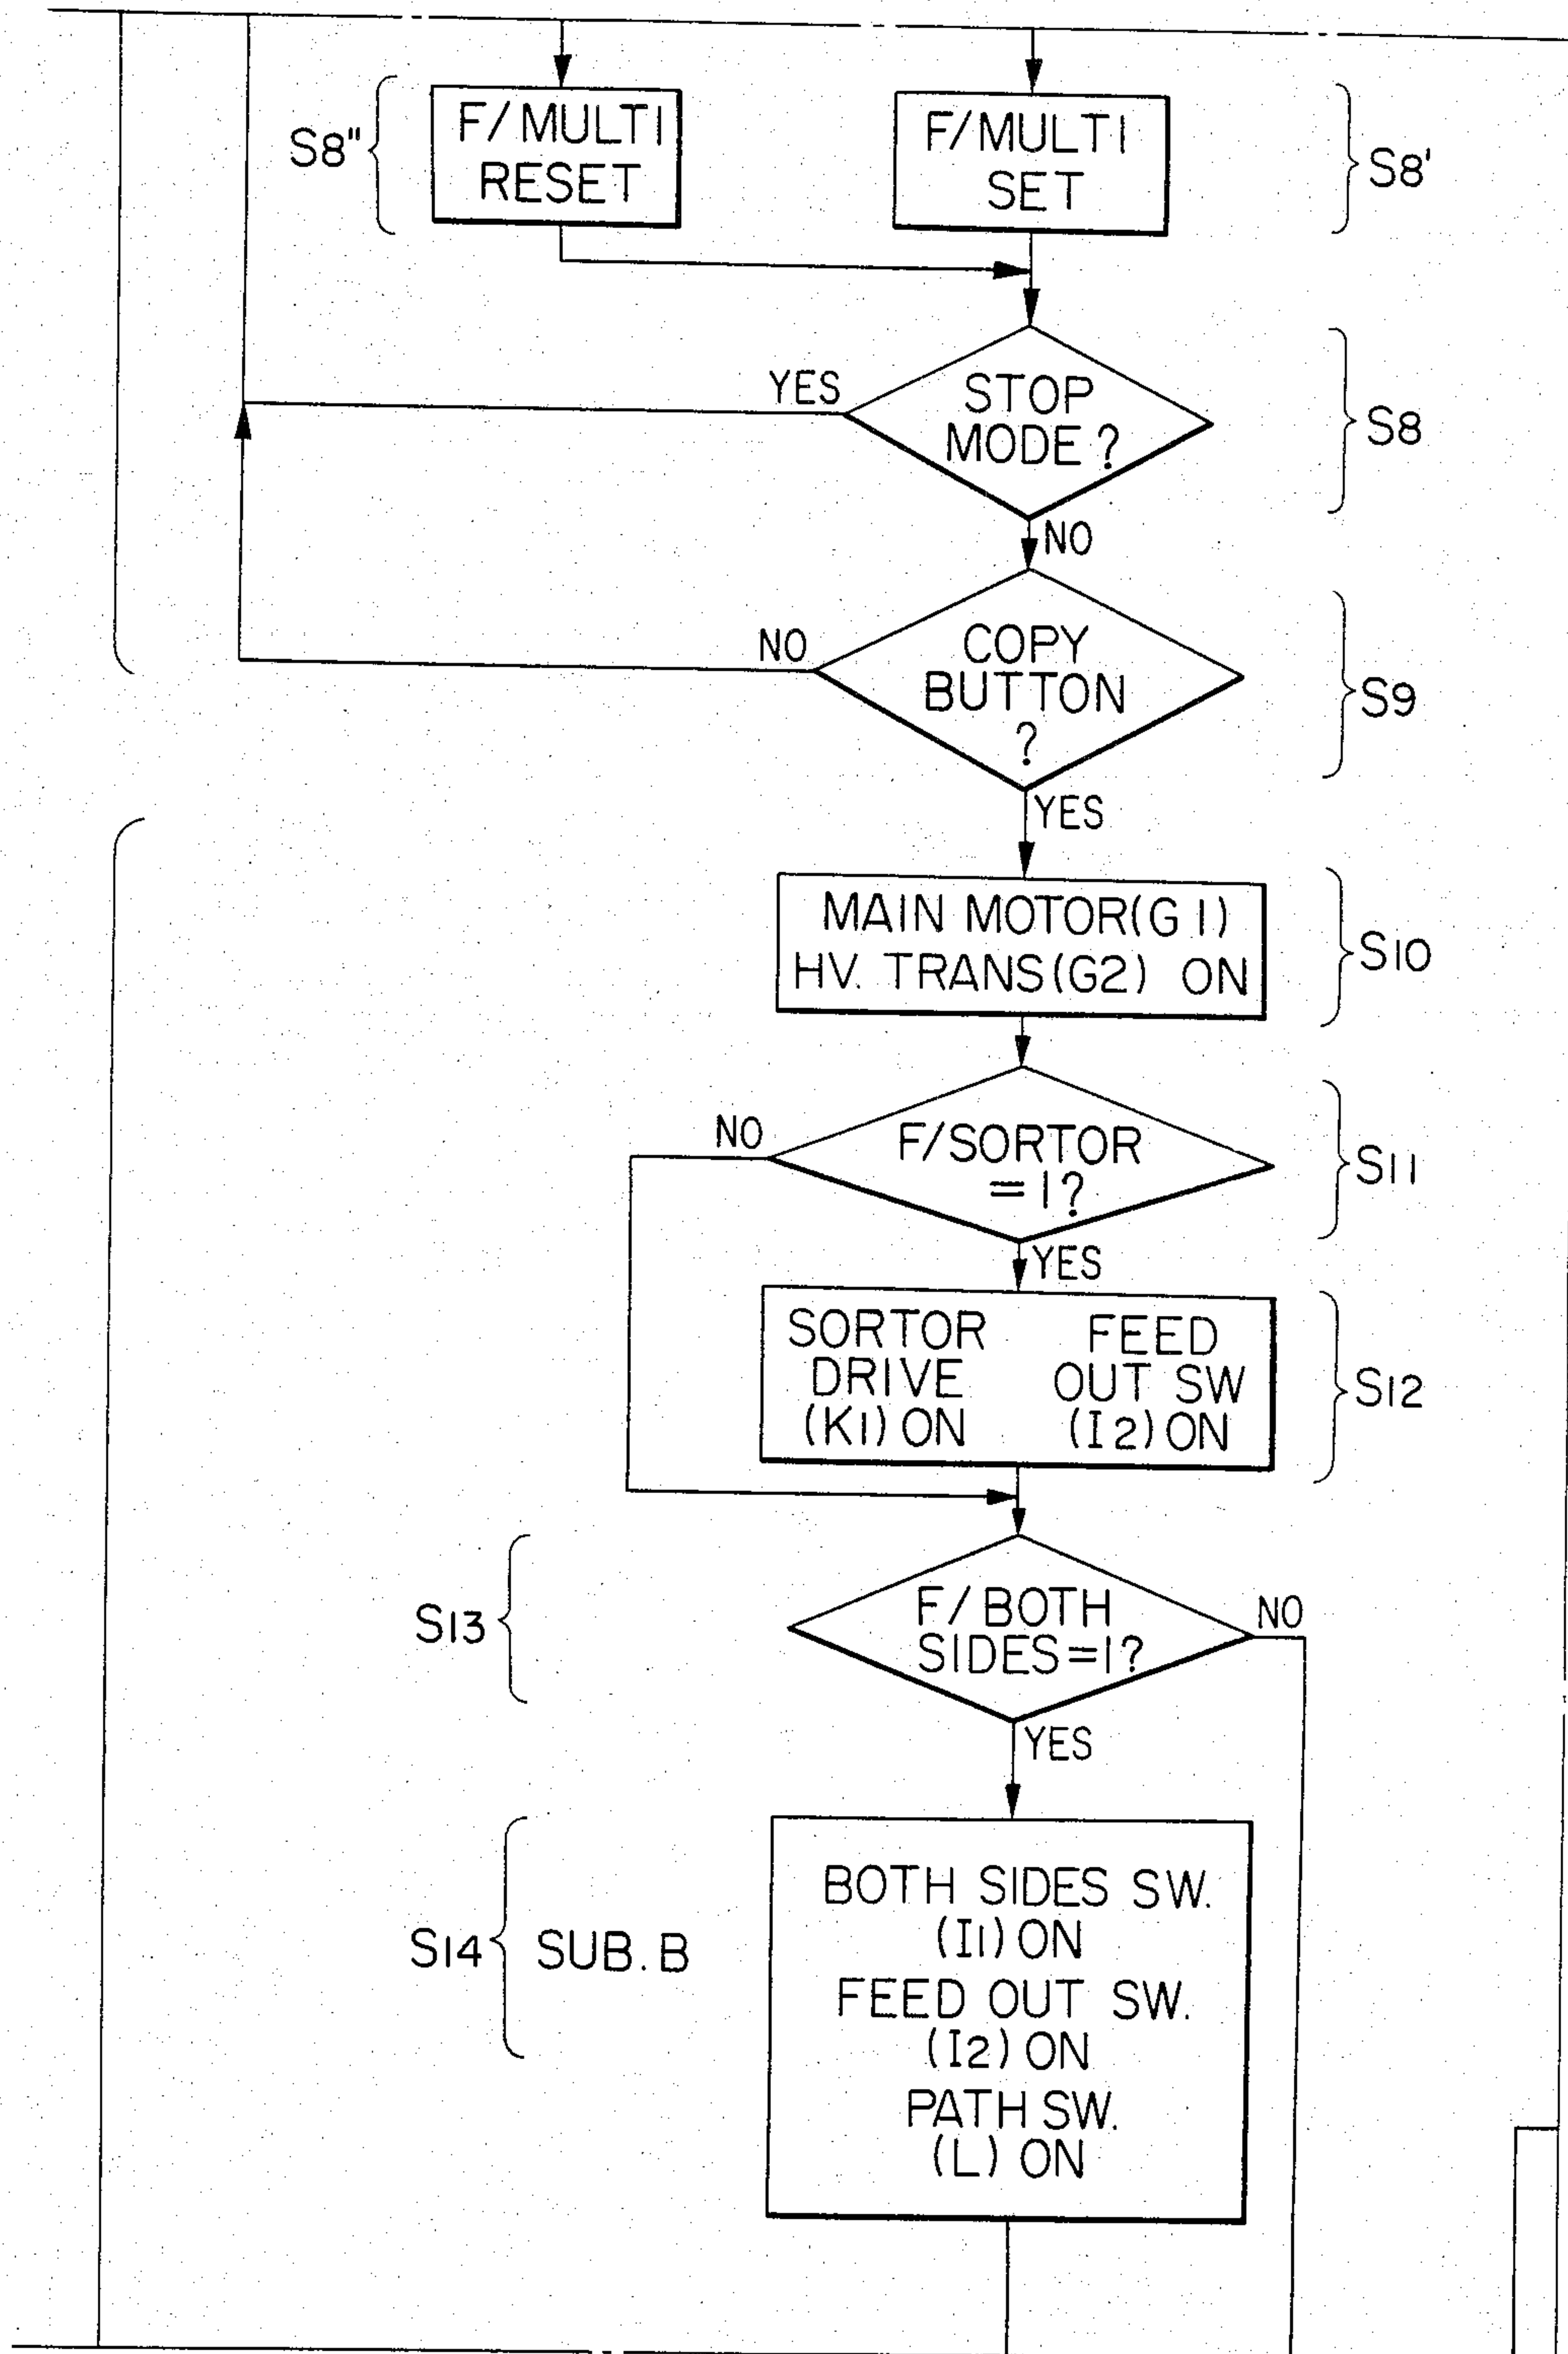 S8"
F/MULTI
RESET
F/MULTI
SET
S8'
YES
STOP
MODE?
S8
NO
NO
COPY
BUTTON
?
S9
YES
MAIN MOTOR(G1)
HV. TRANS(G2) ON
S10
NO
F/SORTOR
=1?
S11
YES
SORTOR
DRIVE
(K1)ON
FEED
OUT SW
(I2)ON
S12
S13
F/BOTH
SIDES=1?
NO
YES
S14
SUB. B
BOTH SIDES SW.
(I1)ON
FEED OUT SW.
(I2)ON
PATH SW.
(L) ON